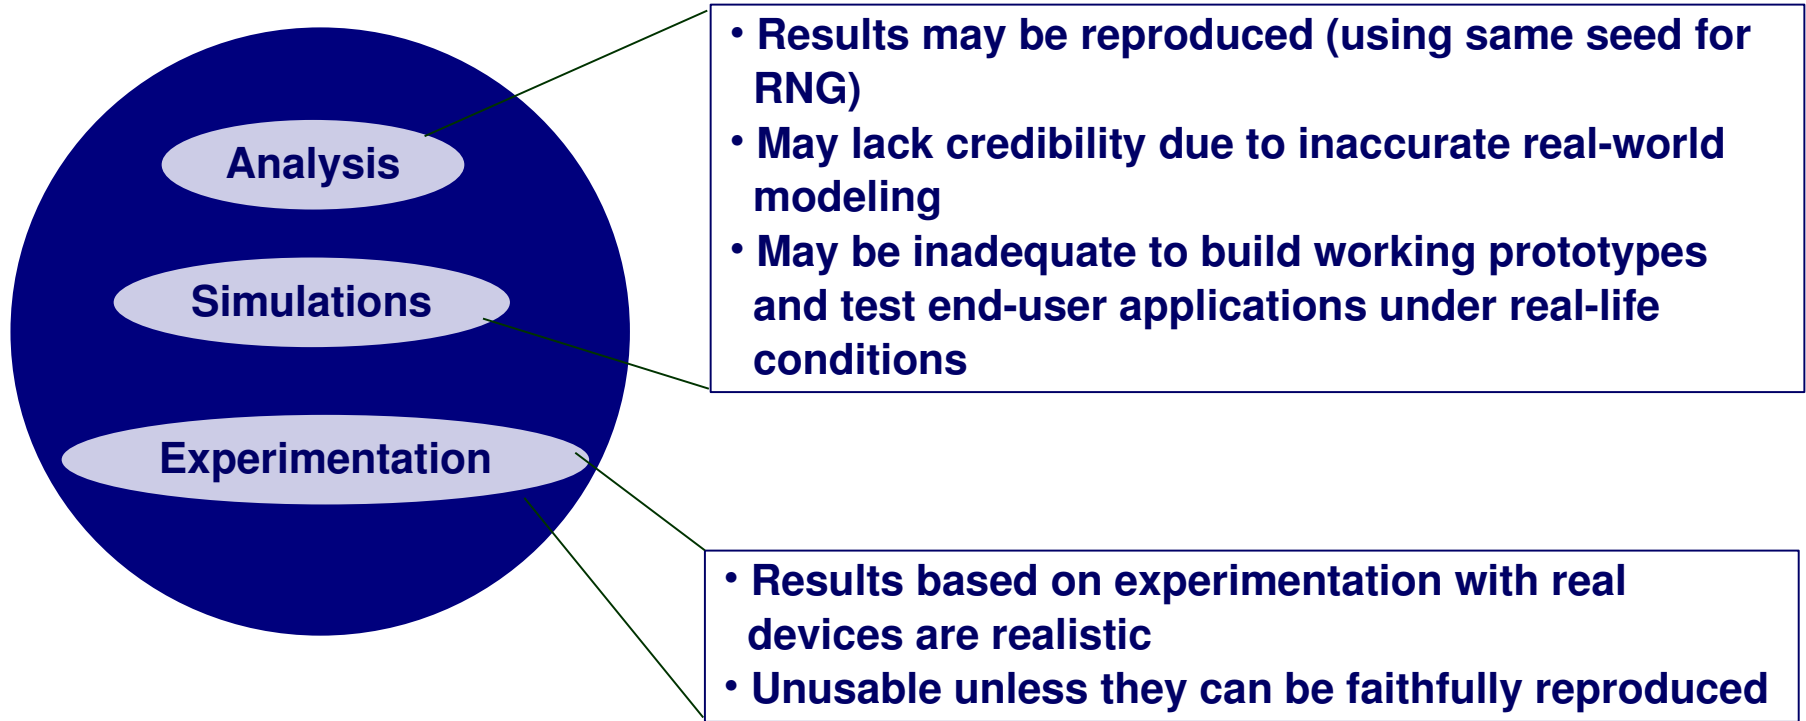 Analysis
Simulations
Experimentation
• Results may be reproduced (using same seed for
RNG)
• May lack credibility due to inaccurate real-world
modeling
• May be inadequate to build working prototypes
and test end-user applications under real-life
conditions
• Results based on experimentation with real
devices are realistic
• Unusable unless they can be faithfully reproduced